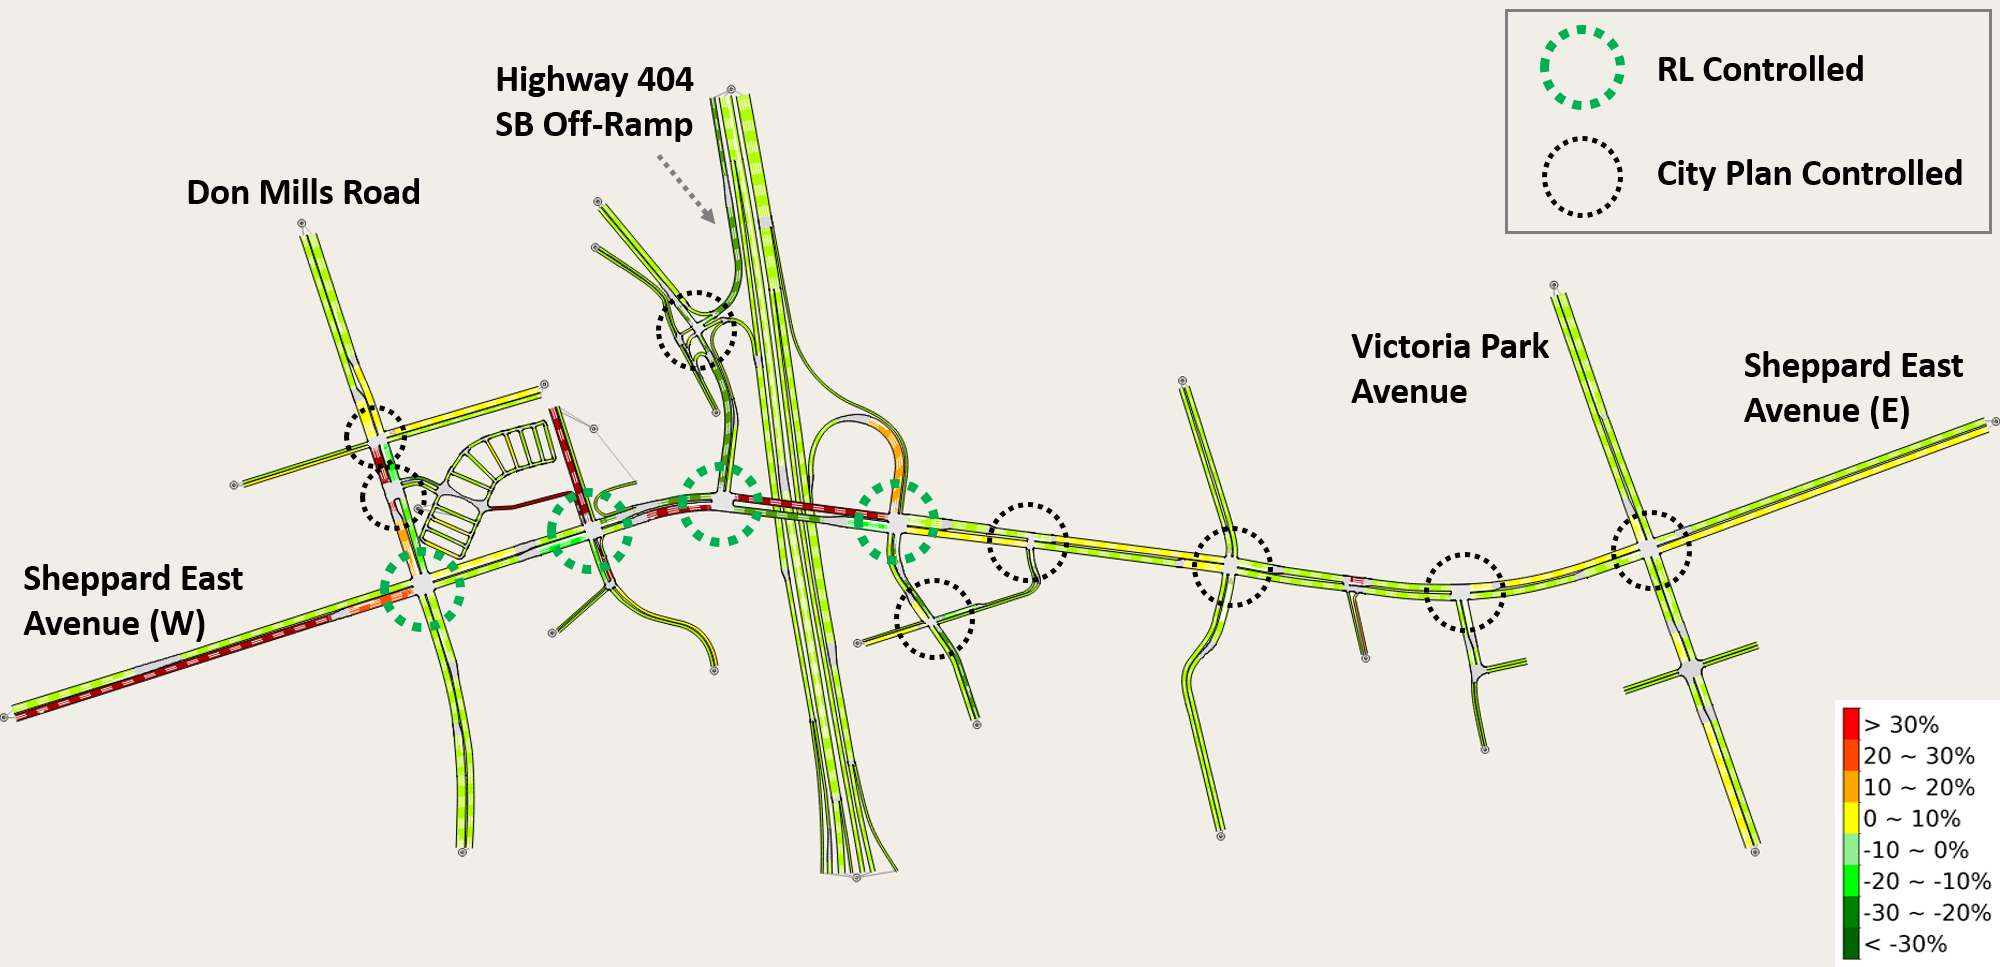 Highway 404
SB Off-Ramp
RL Controlled
City Plan Controlled
Don Mills Road
Victoria Park
Avenue
Sheppard East
Avenue (E)
Sheppard East
Avenue (W)
> 30%
20 ~ 30%
10 ~ 20%
0 ~ 10%
-10 ~ 0%
-20 ~ -10%
-30 ~ -20%
< -30%